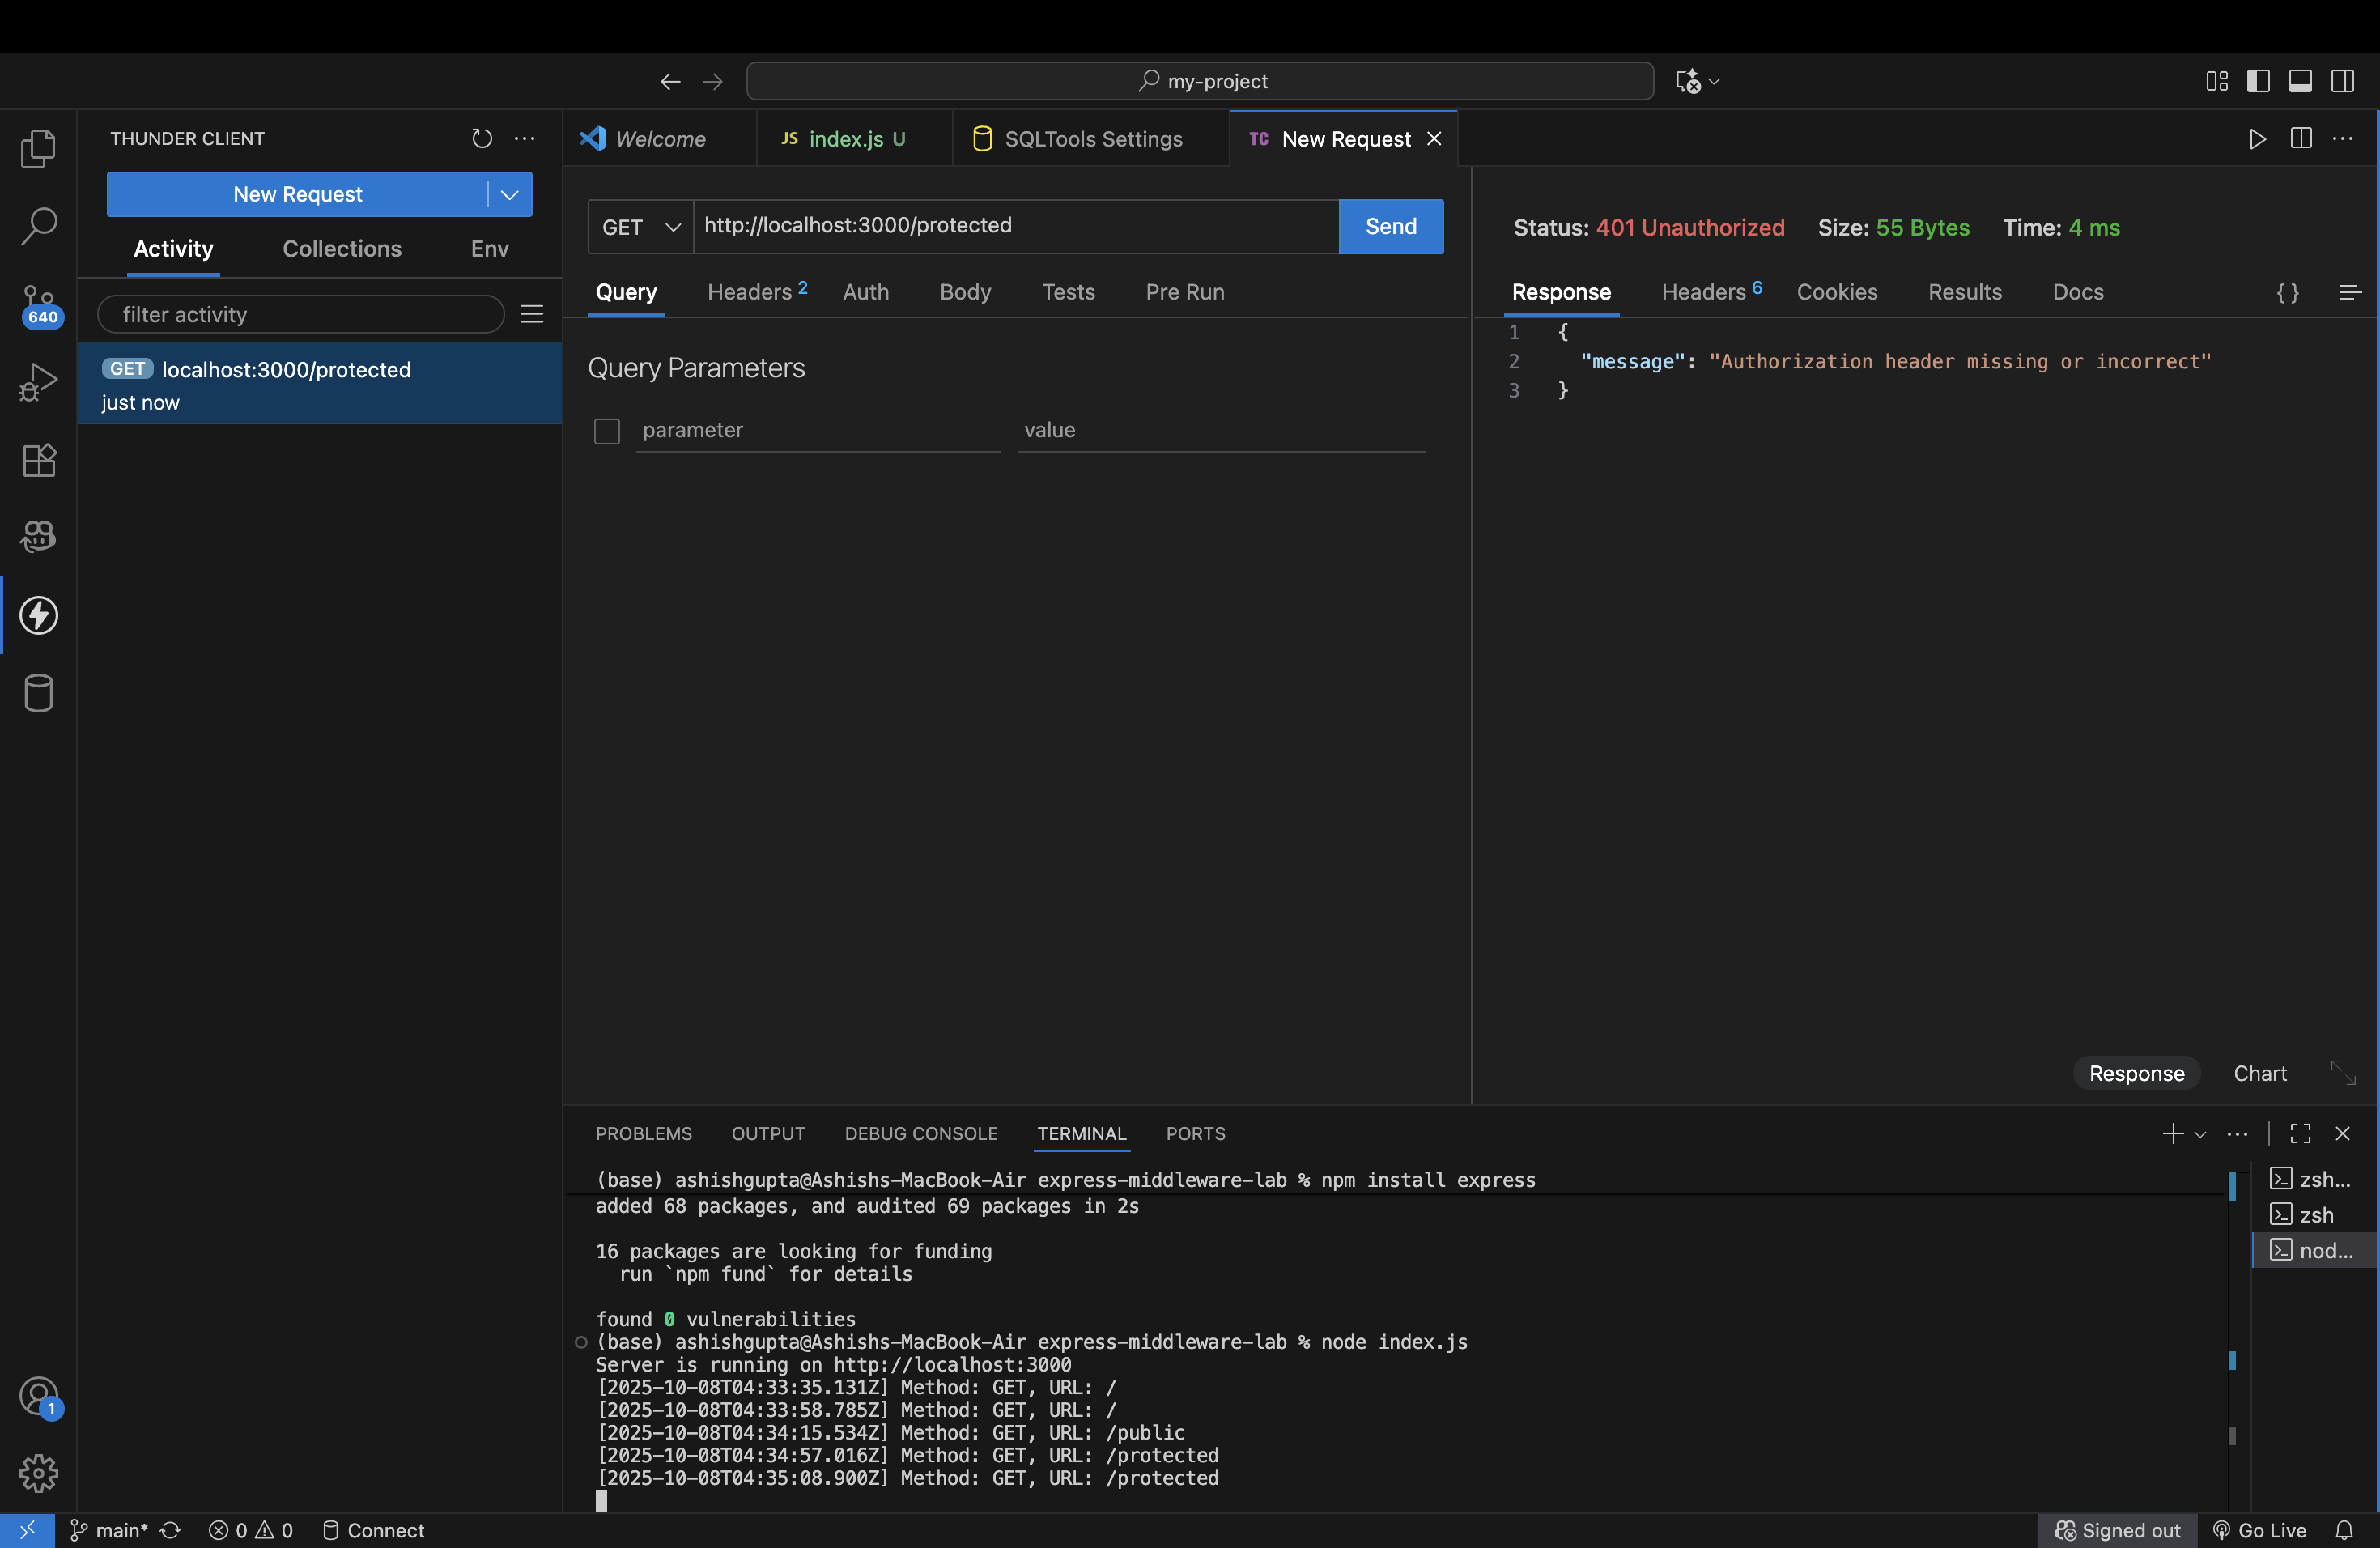 my-project
THUNDER CLIENT
New Request
Activity Collections Env
filter activity
GET localhost:3000/protected
just now
640
1
Welcome
JS index.js U
SQLTools Settings
TC New Request
GET http://localhost:3000/protected Send
Query Headers 2 Auth Body Tests Pre Run
Query Parameters
parameter value
Status: 401 Unauthorized Size: 55 Bytes Time: 4 ms
Response Headers 6 Cookies Results Docs {}
1 {
2 "message": "Authorization header missing or incorrect"
3 }
Response Chart
PROBLEMS OUTPUT DEBUG CONSOLE TERMINAL PORTS
(base) ashishgupta@Ashishs-MacBook-Air express-middleware-lab % npm install express
added 68 packages, and audited 69 packages in 2s
16 packages are looking for funding
run `npm fund` for details
found 0 vulnerabilities
(base) ashishgupta@Ashishs-MacBook-Air express-middleware-lab % node index.js
Server is running on http://localhost:3000
[2025-10-08T04:33:35.131Z] Method: GET, URL: /
[2025-10-08T04:33:58.785Z] Method: GET, URL: /
[2025-10-08T04:34:15.534Z] Method: GET, URL: /public
[2025-10-08T04:34:57.016Z] Method: GET, URL: /protected
[2025-10-08T04:35:08.900Z] Method: GET, URL: /protected
zsh...
zsh
nod...
main* 0 0 Connect
Signed out Go Live